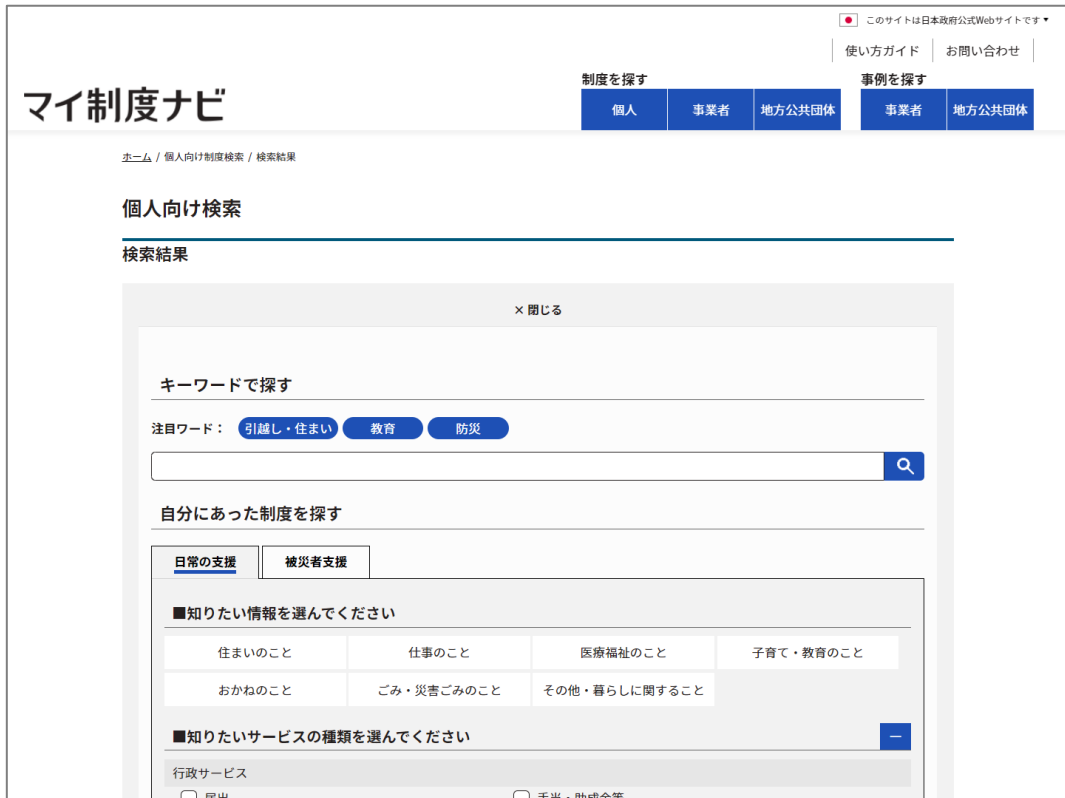 このサイトは日本政府公式Webサイトです▼
使い方ガイド お問い合わせ
マイ制度ナビ
制度を探す 事例を探す
個人 事業者 地方公共団体 事業者 地方公共団体
ホーム / 個人向け制度検索 / 検索結果
個人向け検索
検索結果
× 閉じる
キーワードで探す
注目ワード： 引越し・住まい 教育 防災
自分にあった制度を探す
日常の支援 被災者支援
■知りたい情報を選んでください
住まいのこと 仕事のこと 医療福祉のこと 子育て・教育のこと
おかねのこと ごみ・災害ごみのこと その他・暮らしに関すること
■知りたいサービスの種類を選んでください
行政サービス
届出 手当・助成金等